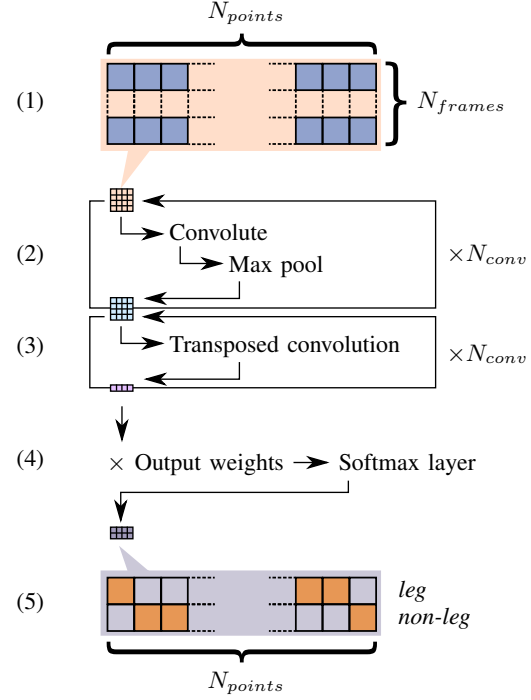 N_points
(1)
N_frames
(2)
Convolute
Max pool
×N_conv
(3)
Transposed convolution
×N_conv
(4)
× Output weights
Softmax layer
(5)
leg
non-leg
N_points